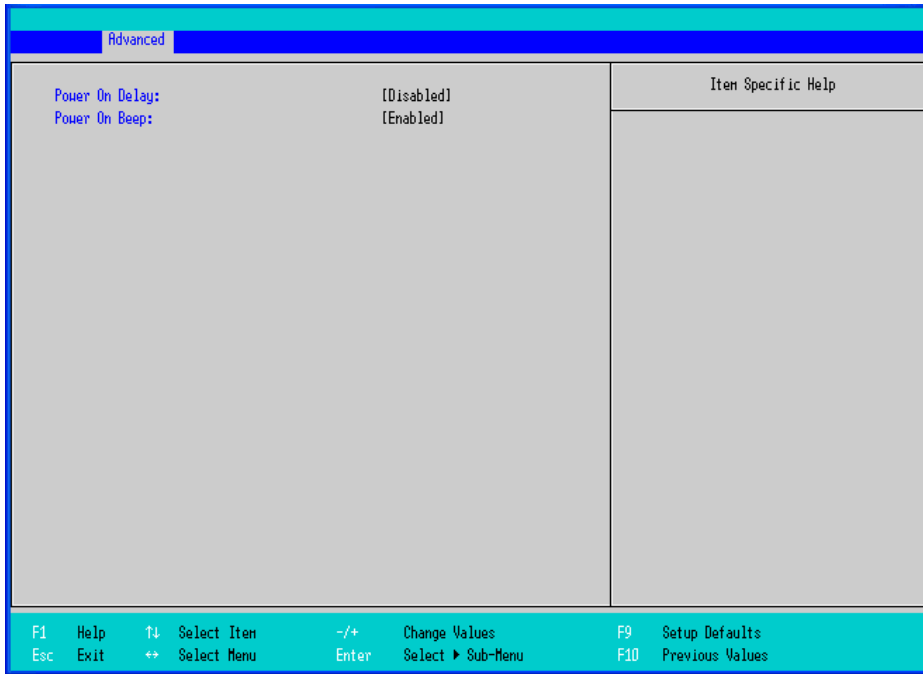 Advanced
Power On Delay: [Disabled]
Power On Beep: [Enabled]
Item Specific Help
F1 Help ↑↓ Select Item -/+ Change Values F9 Setup Defaults
Esc Exit ↔ Select Menu Enter Select ▶ Sub-Menu F10 Previous Values